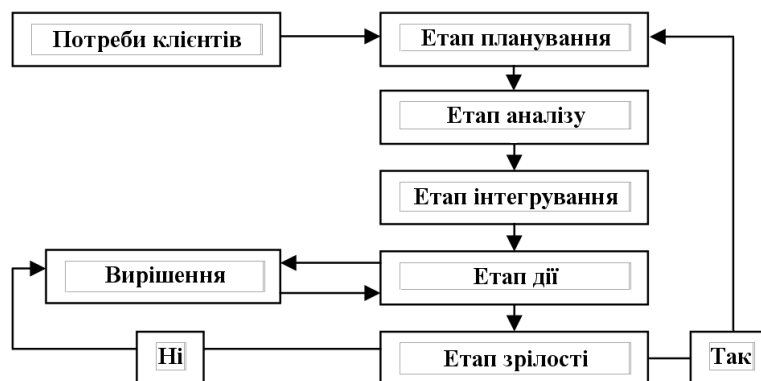 Потреби клієнтів
Етап планування
Етап аналізу
Етап інтегрування
Вирішення
Етап дії
Ні
Етап зрілості
Так